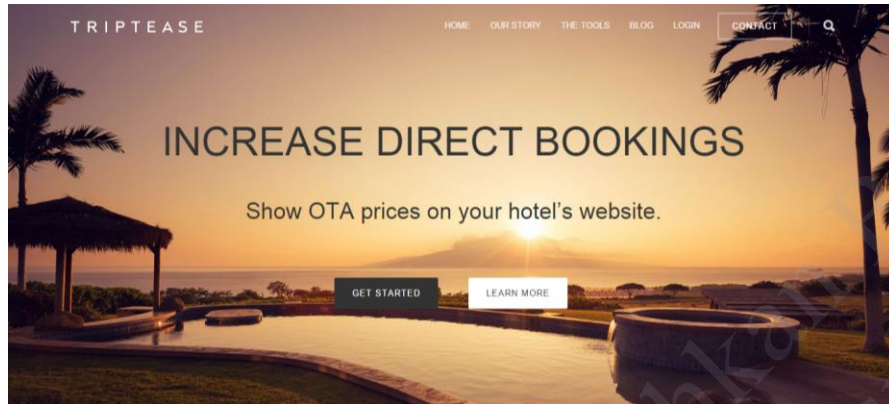 TRIPTEASE
HOME OUR STORY THE TOOLS BLOG LOGIN CONTACT
INCREASE DIRECT BOOKINGS
Show OTA prices on your hotel's website.
GET STARTED LEARN MORE